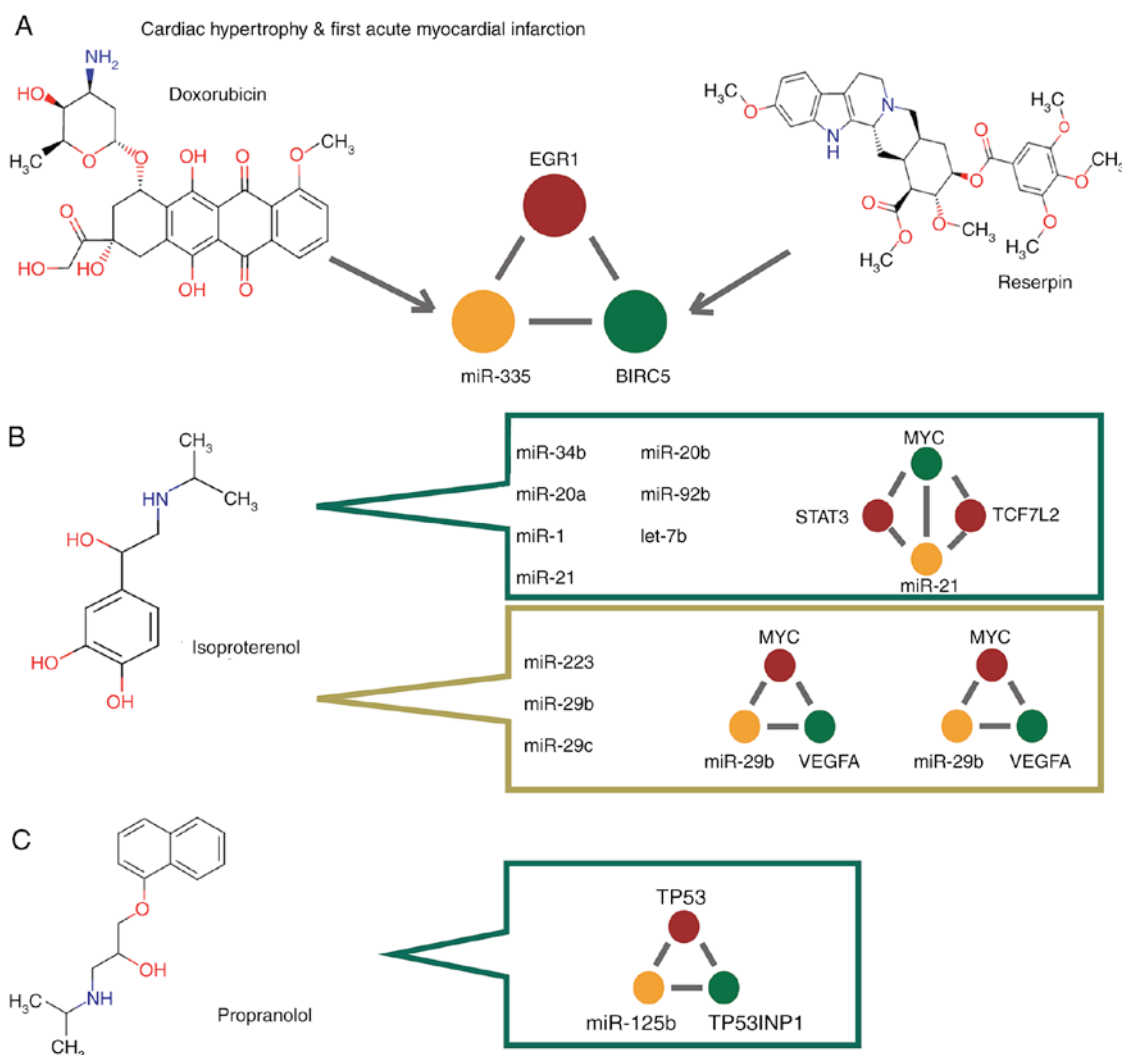 A
Cardiac hypertrophy & first acute myocardial infarction
NH2
HO
Doxorubicin
H3C
O
O
OH
O
O
CH3
O
HO
HO
OH
O
EGR1
miR-335
BIRC5
H3C
O
N
N
H
O
O
O
CH3
O
CH3
O
CH3
O
O
H3C
O
CH3
H3C
Reserpin
B
CH3
HN
CH3
HO
HO
OH
Isoproterenol
miR-34b
miR-20b
miR-20a
miR-92b
miR-1
let-7b
miR-21
MYC
STAT3
TCF7L2
miR-21
miR-223
miR-29b
miR-29c
MYC
miR-29b
VEGFA
MYC
miR-29b
VEGFA
C
O
OH
NH
H3C
CH3
Propranolol
TP53
miR-125b
TP53INP1